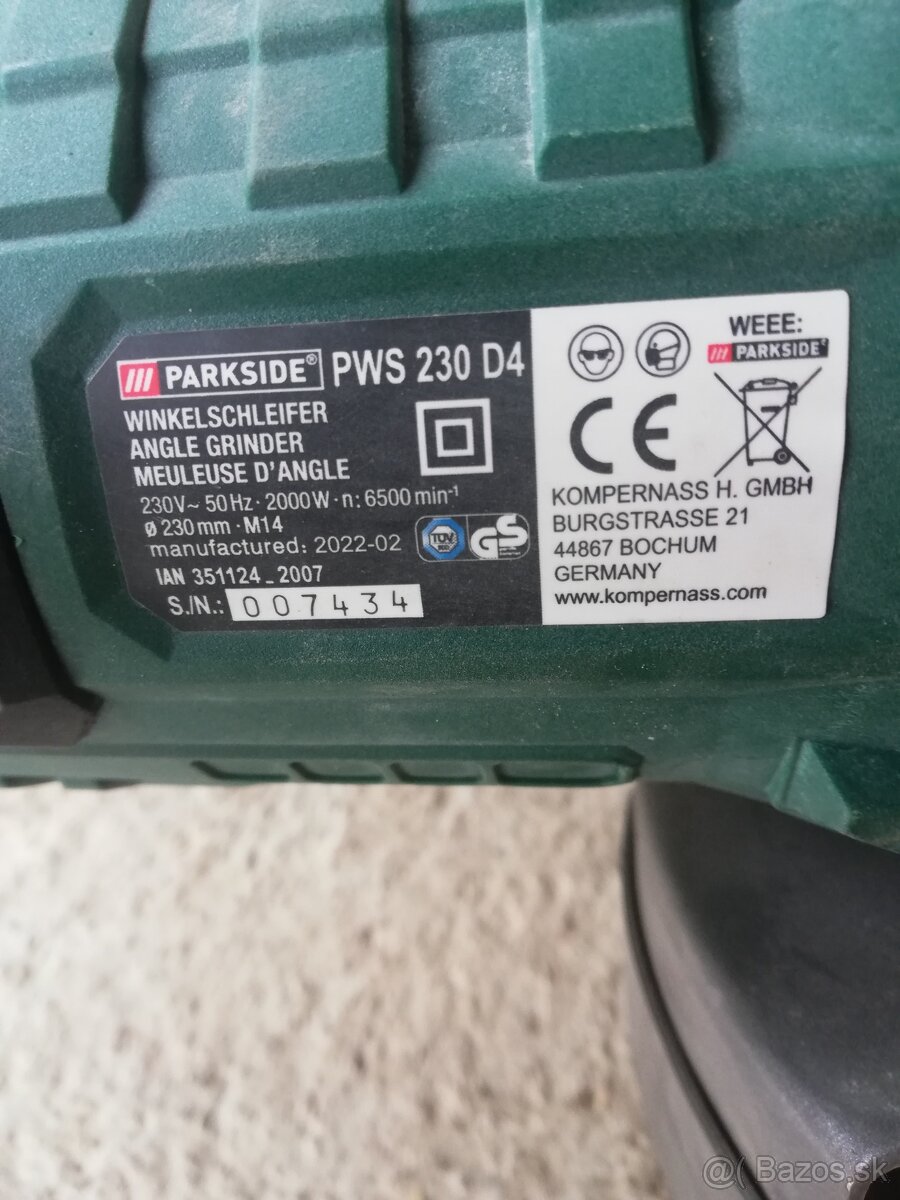 PARKSIDE® PWS 230 D4
WINKELSCHLEIFER
ANGLE GRINDER
MEULEUSE D'ANGLE
230V~ 50Hz · 2000W · n: 6500 min⁻¹
ø 230mm · M14
manufactured: 2022-02
IAN 351124_2007
S./N.: 007434
TÜV
GS
WEEE:
PARKSIDE®
CE
KOMPERNASS H. GMBH
BURGSTRASSE 21
44867 BOCHUM
GERMANY
www.kompernass.com
@( Bazos.sk